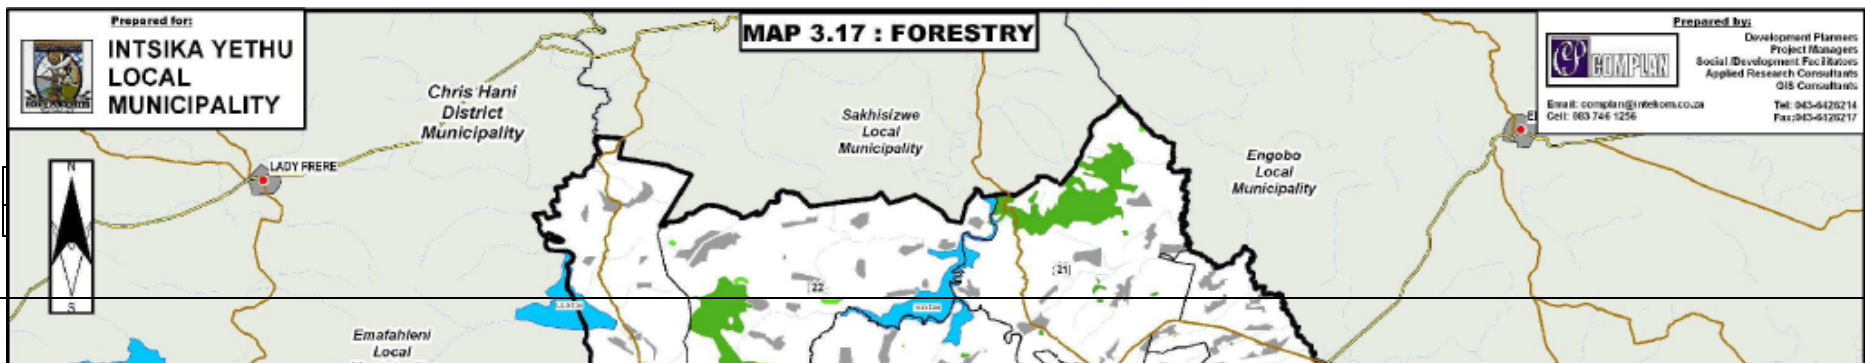 Prepared for:
INTSIKA YETHU
LOCAL
MUNICIPALITY
MAP 3.17 : FORESTRY
Prepared by:
COMPLAN
Development Planners
Project Managers
Social /Development Facilitators
Applied Research Consultants
GIS Consultants
Email: complan@intekom.co.za
Cell: 083 746 1256
Tel: 043-6426214
Fax:043-6426217
Chris Hani
District
Municipality
Sakhisizwe
Local
Municipality
Engobo
Local
Municipality
N
S
LADY FRERE
22
21
Emafahleni
Local